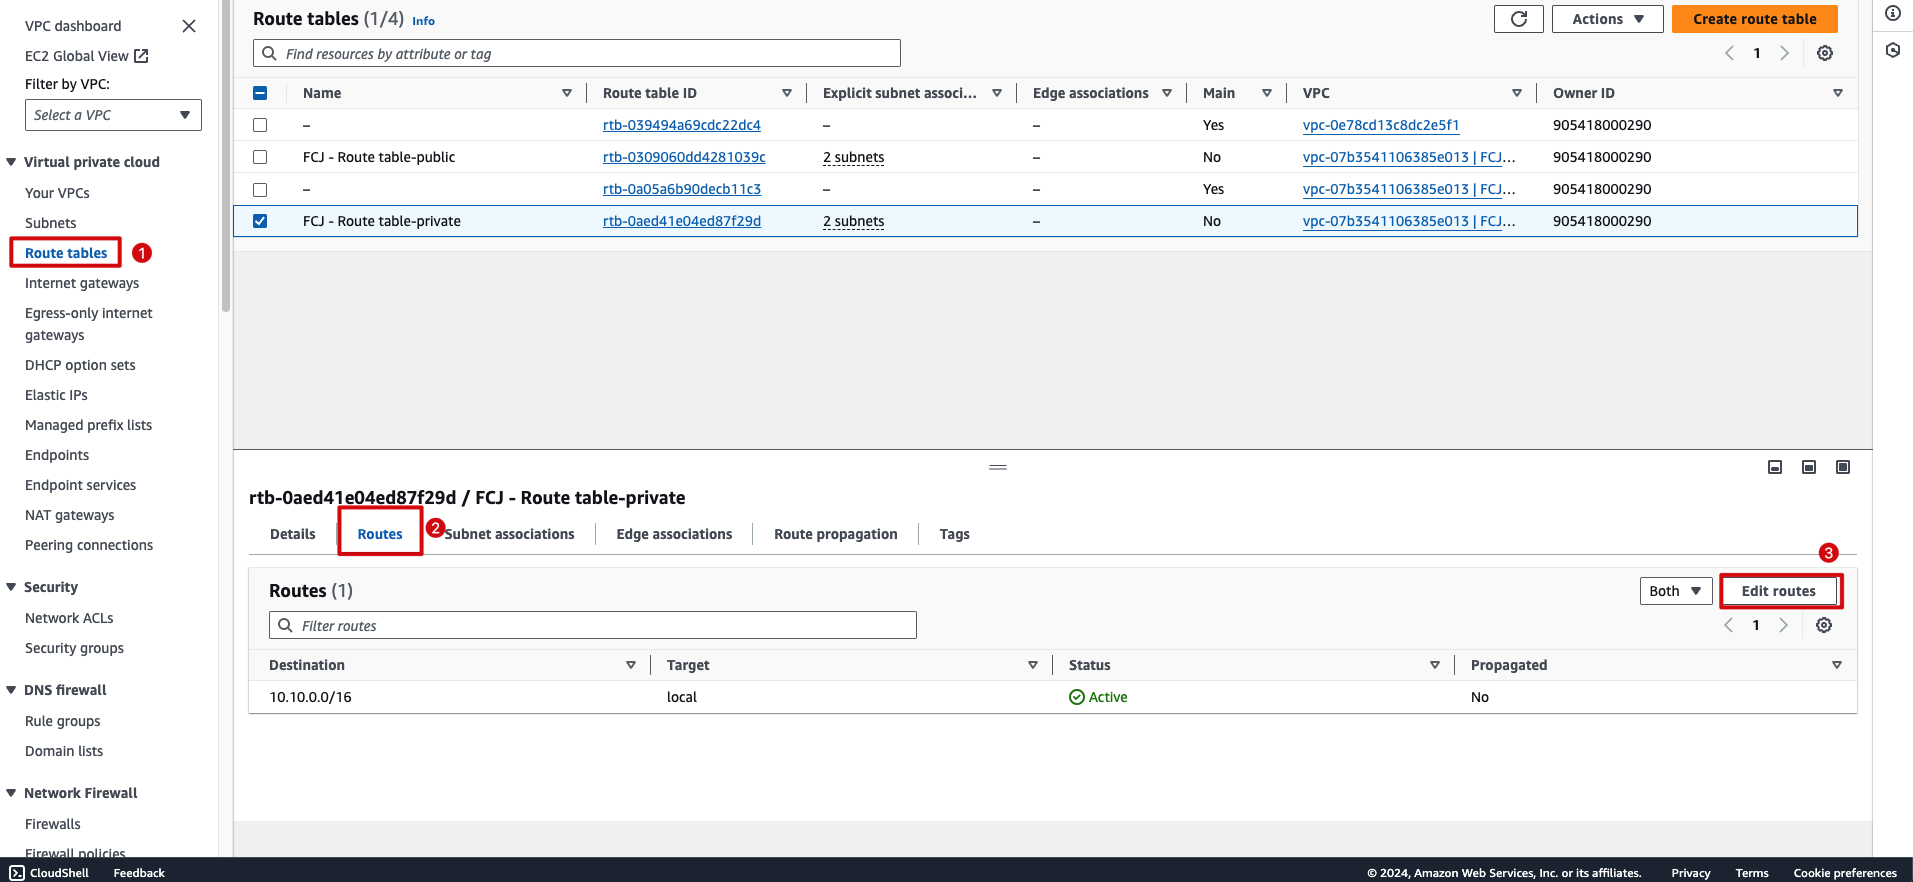 VPC dashboard
EC2 Global View
Filter by VPC:
Select a VPC
Virtual private cloud
Your VPCs
Subnets
Route tables
1
Internet gateways
Egress-only internet
gateways
DHCP option sets
Elastic IPs
Managed prefix lists
Endpoints
Endpoint services
NAT gateways
Peering connections
Security
Network ACLs
Security groups
DNS firewall
Rule groups
Domain lists
Network Firewall
Firewalls
Firewall policies
Route tables (1/4) Info
Actions
Create route table
Find resources by attribute or tag
1
Name Route table ID Explicit subnet associ... Edge associations Main VPC Owner ID
– rtb-039494a69cdc22dc4 – – Yes vpc-0e78cd13c8dc2e5f1 905418000290
FCJ - Route table-public rtb-0309060dd4281039c 2 subnets – No vpc-07b3541106385e013 | FCJ... 905418000290
– rtb-0a05a6b90decb11c3 – – Yes vpc-07b3541106385e013 | FCJ... 905418000290
FCJ - Route table-private rtb-0aed41e04ed87f29d 2 subnets – No vpc-07b3541106385e013 | FCJ... 905418000290
rtb-0aed41e04ed87f29d / FCJ - Route table-private
Details Routes 2 Subnet associations Edge associations Route propagation Tags
3
Routes (1)
Both
Edit routes
Filter routes
1
Destination Target Status Propagated
10.10.0.0/16 local Active No
CloudShell Feedback © 2024, Amazon Web Services, Inc. or its affiliates. Privacy Terms Cookie preferences